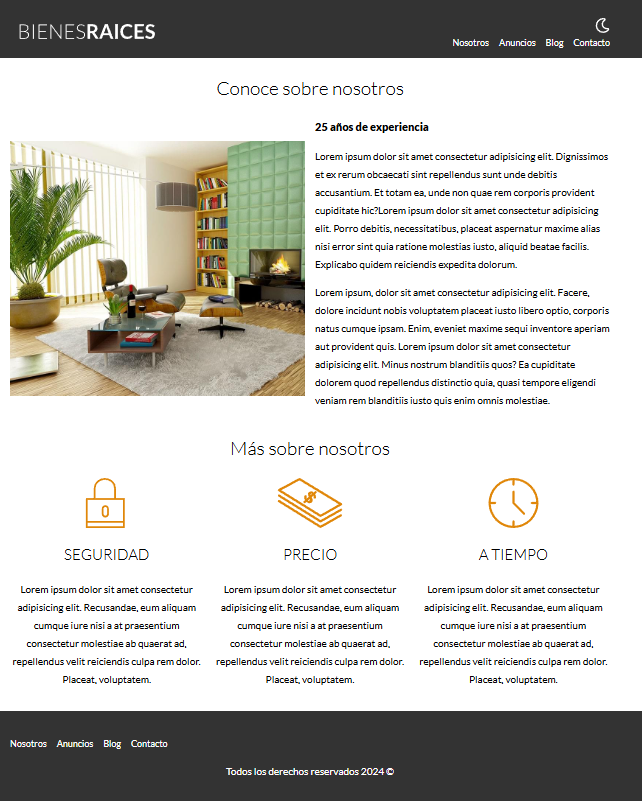 BIENESRAICES
Nosotros Anuncios Blog Contacto
Conoce sobre nosotros
25 años de experiencia
Lorem ipsum dolor sit amet consectetur adipisicing elit. Dignissimos
et ex rerum obcaecati sint repellendus sunt unde debitis
accusantium. Et totam ea, unde non quae rem corporis provident
cupiditate hic?Lorem ipsum dolor sit amet consectetur adipisicing
elit. Porro debitis, necessitatibus, placeat aspernatur maxime alias
nisi error sint quia ratione molestias iusto, aliquid beatae facilis.
Explicabo quidem reiciendis expedita dolorum.
Lorem ipsum, dolor sit amet consectetur adipisicing elit. Facere,
dolore incidunt nobis voluptatem placeat iusto libero optio, corporis
natus cumque ipsam. Enim, eveniet maxime sequi inventore aperiam
aut provident quis. Lorem ipsum dolor sit amet consectetur
adipisicing elit. Minus nostrum blanditiis quos? Ea cupiditate
dolorem quod repellendus distinctio quia, quasi tempore eligendi
veniam rem blanditiis iusto quis enim omnis molestiae.
Más sobre nosotros
SEGURIDAD
Lorem ipsum dolor sit amet consectetur
adipisicing elit. Recusandae, eum aliquam
cumque iure nisi a at praesentium
consectetur molestiae ab quaerat ad,
repellendus velit reiciendis culpa rem dolor.
Placeat, voluptatem.
PRECIO
Lorem ipsum dolor sit amet consectetur
adipisicing elit. Recusandae, eum aliquam
cumque iure nisi a at praesentium
consectetur molestiae ab quaerat ad,
repellendus velit reiciendis culpa rem dolor.
Placeat, voluptatem.
A TIEMPO
Lorem ipsum dolor sit amet consectetur
adipisicing elit. Recusandae, eum aliquam
cumque iure nisi a at praesentium
consectetur molestiae ab quaerat ad,
repellendus velit reiciendis culpa rem dolor.
Placeat, voluptatem.
Nosotros Anuncios Blog Contacto
Todos los derechos reservados 2024 ©